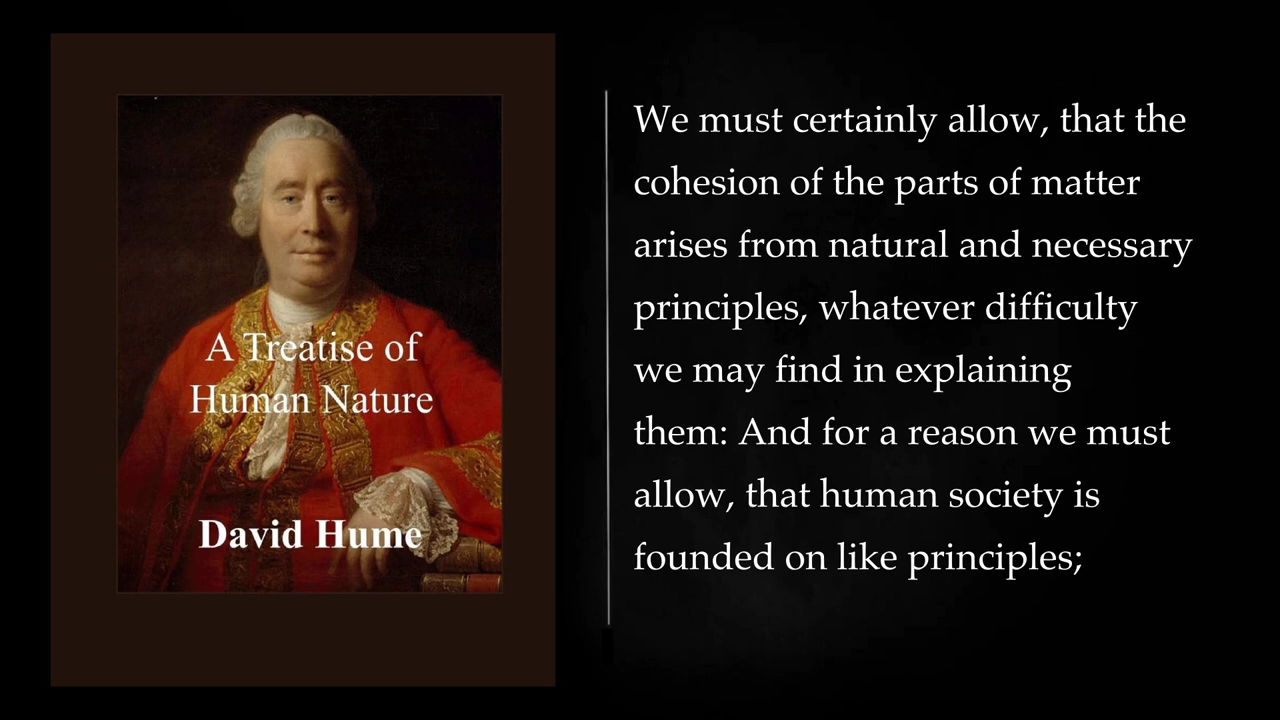 A Treatise of
Human Nature
David Hume
We must certainly allow, that the
cohesion of the parts of matter
arises from natural and necessary
principles, whatever difficulty
we may find in explaining
them: And for a reason we must
allow, that human society is
founded on like principles;